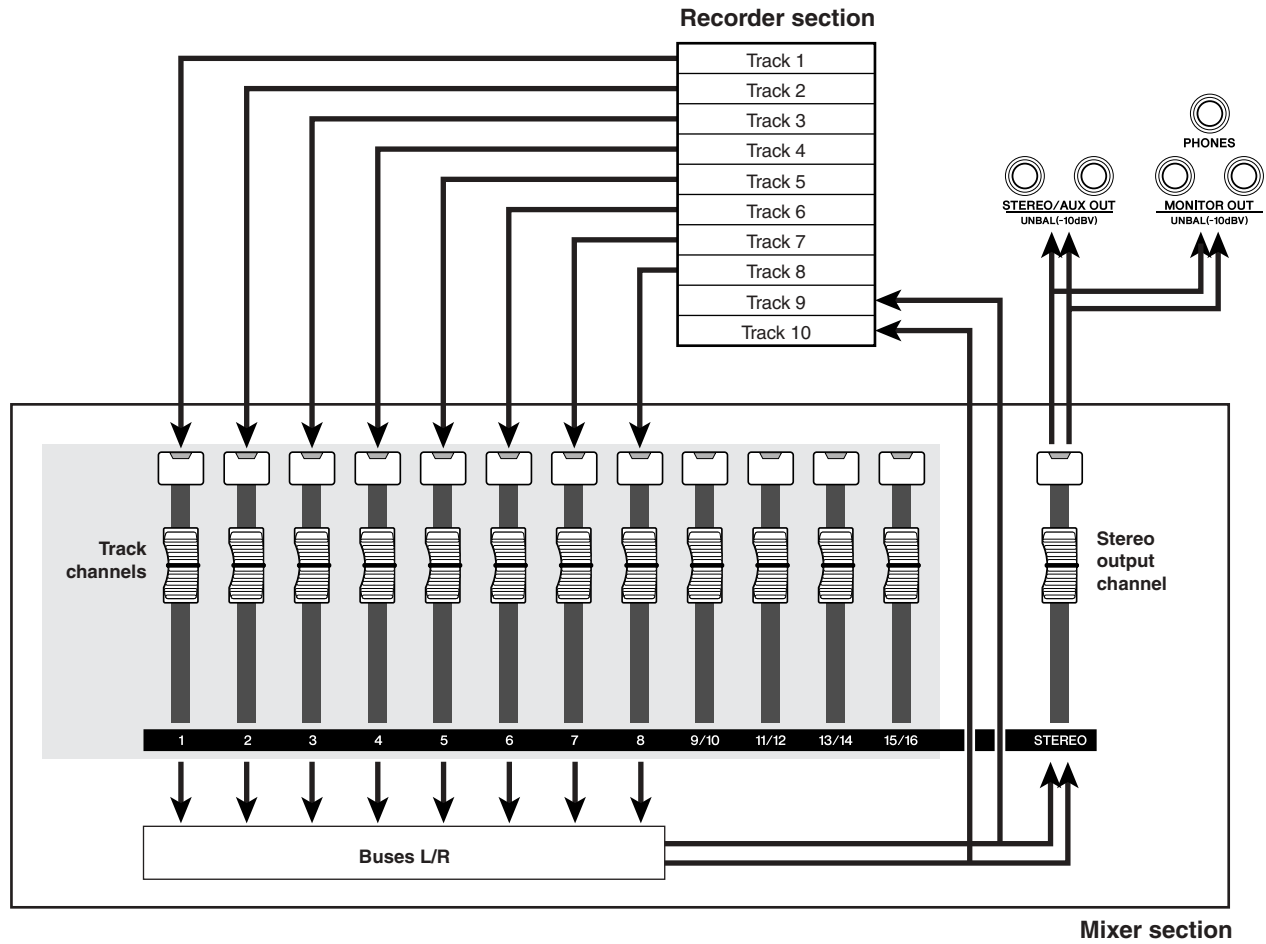 Recorder section
Track 1
Track 2
Track 3
Track 4
Track 5
Track 6
Track 7
Track 8
Track 9
Track 10
PHONES
STEREO/AUX OUT
UNBAL(-10dBV)
MONITOR OUT
UNBAL(-10dBV)
Track
channels
Stereo
output
channel
1 2 3 4 5 6 7 8 9/10 11/12 13/14 15/16 STEREO
Buses L/R
Mixer section